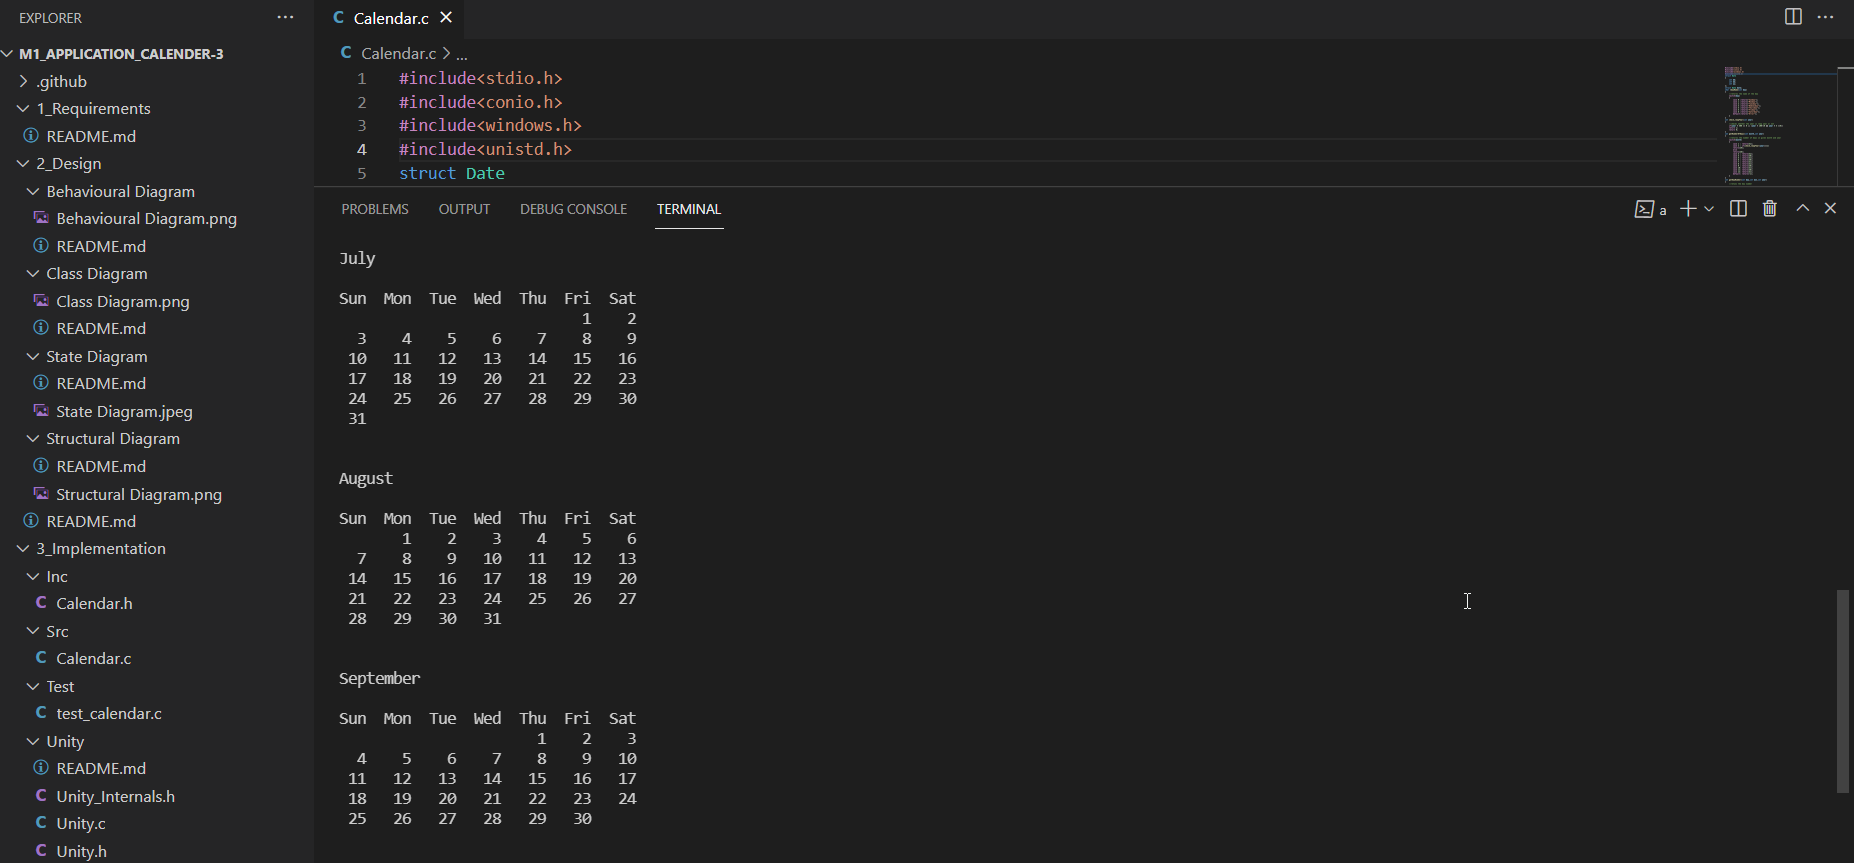 EXPLORER
M1_APPLICATION_CALENDER-3
.github
1_Requirements
README.md
2_Design
Behavioural Diagram
Behavioural Diagram.png
README.md
Class Diagram
Class Diagram.png
README.md
State Diagram
README.md
State Diagram.jpeg
Structural Diagram
README.md
Structural Diagram.png
README.md
3_Implementation
Inc
C Calendar.h
Src
C Calendar.c
Test
C test_calendar.c
Unity
README.md
C Unity_Internals.h
C Unity.c
C Unity.h
C Calendar.c
C Calendar.c > ...
1 #include<stdio.h>
2 #include<conio.h>
3 #include<windows.h>
4 #include<unistd.h>
5 struct Date
PROBLEMS OUTPUT DEBUG CONSOLE TERMINAL
a
July
Sun Mon Tue Wed Thu Fri Sat
1 2
3 4 5 6 7 8 9
10 11 12 13 14 15 16
17 18 19 20 21 22 23
24 25 26 27 28 29 30
31
August
Sun Mon Tue Wed Thu Fri Sat
1 2 3 4 5 6
7 8 9 10 11 12 13
14 15 16 17 18 19 20
21 22 23 24 25 26 27
28 29 30 31
September
Sun Mon Tue Wed Thu Fri Sat
1 2 3
4 5 6 7 8 9 10
11 12 13 14 15 16 17
18 19 20 21 22 23 24
25 26 27 28 29 30